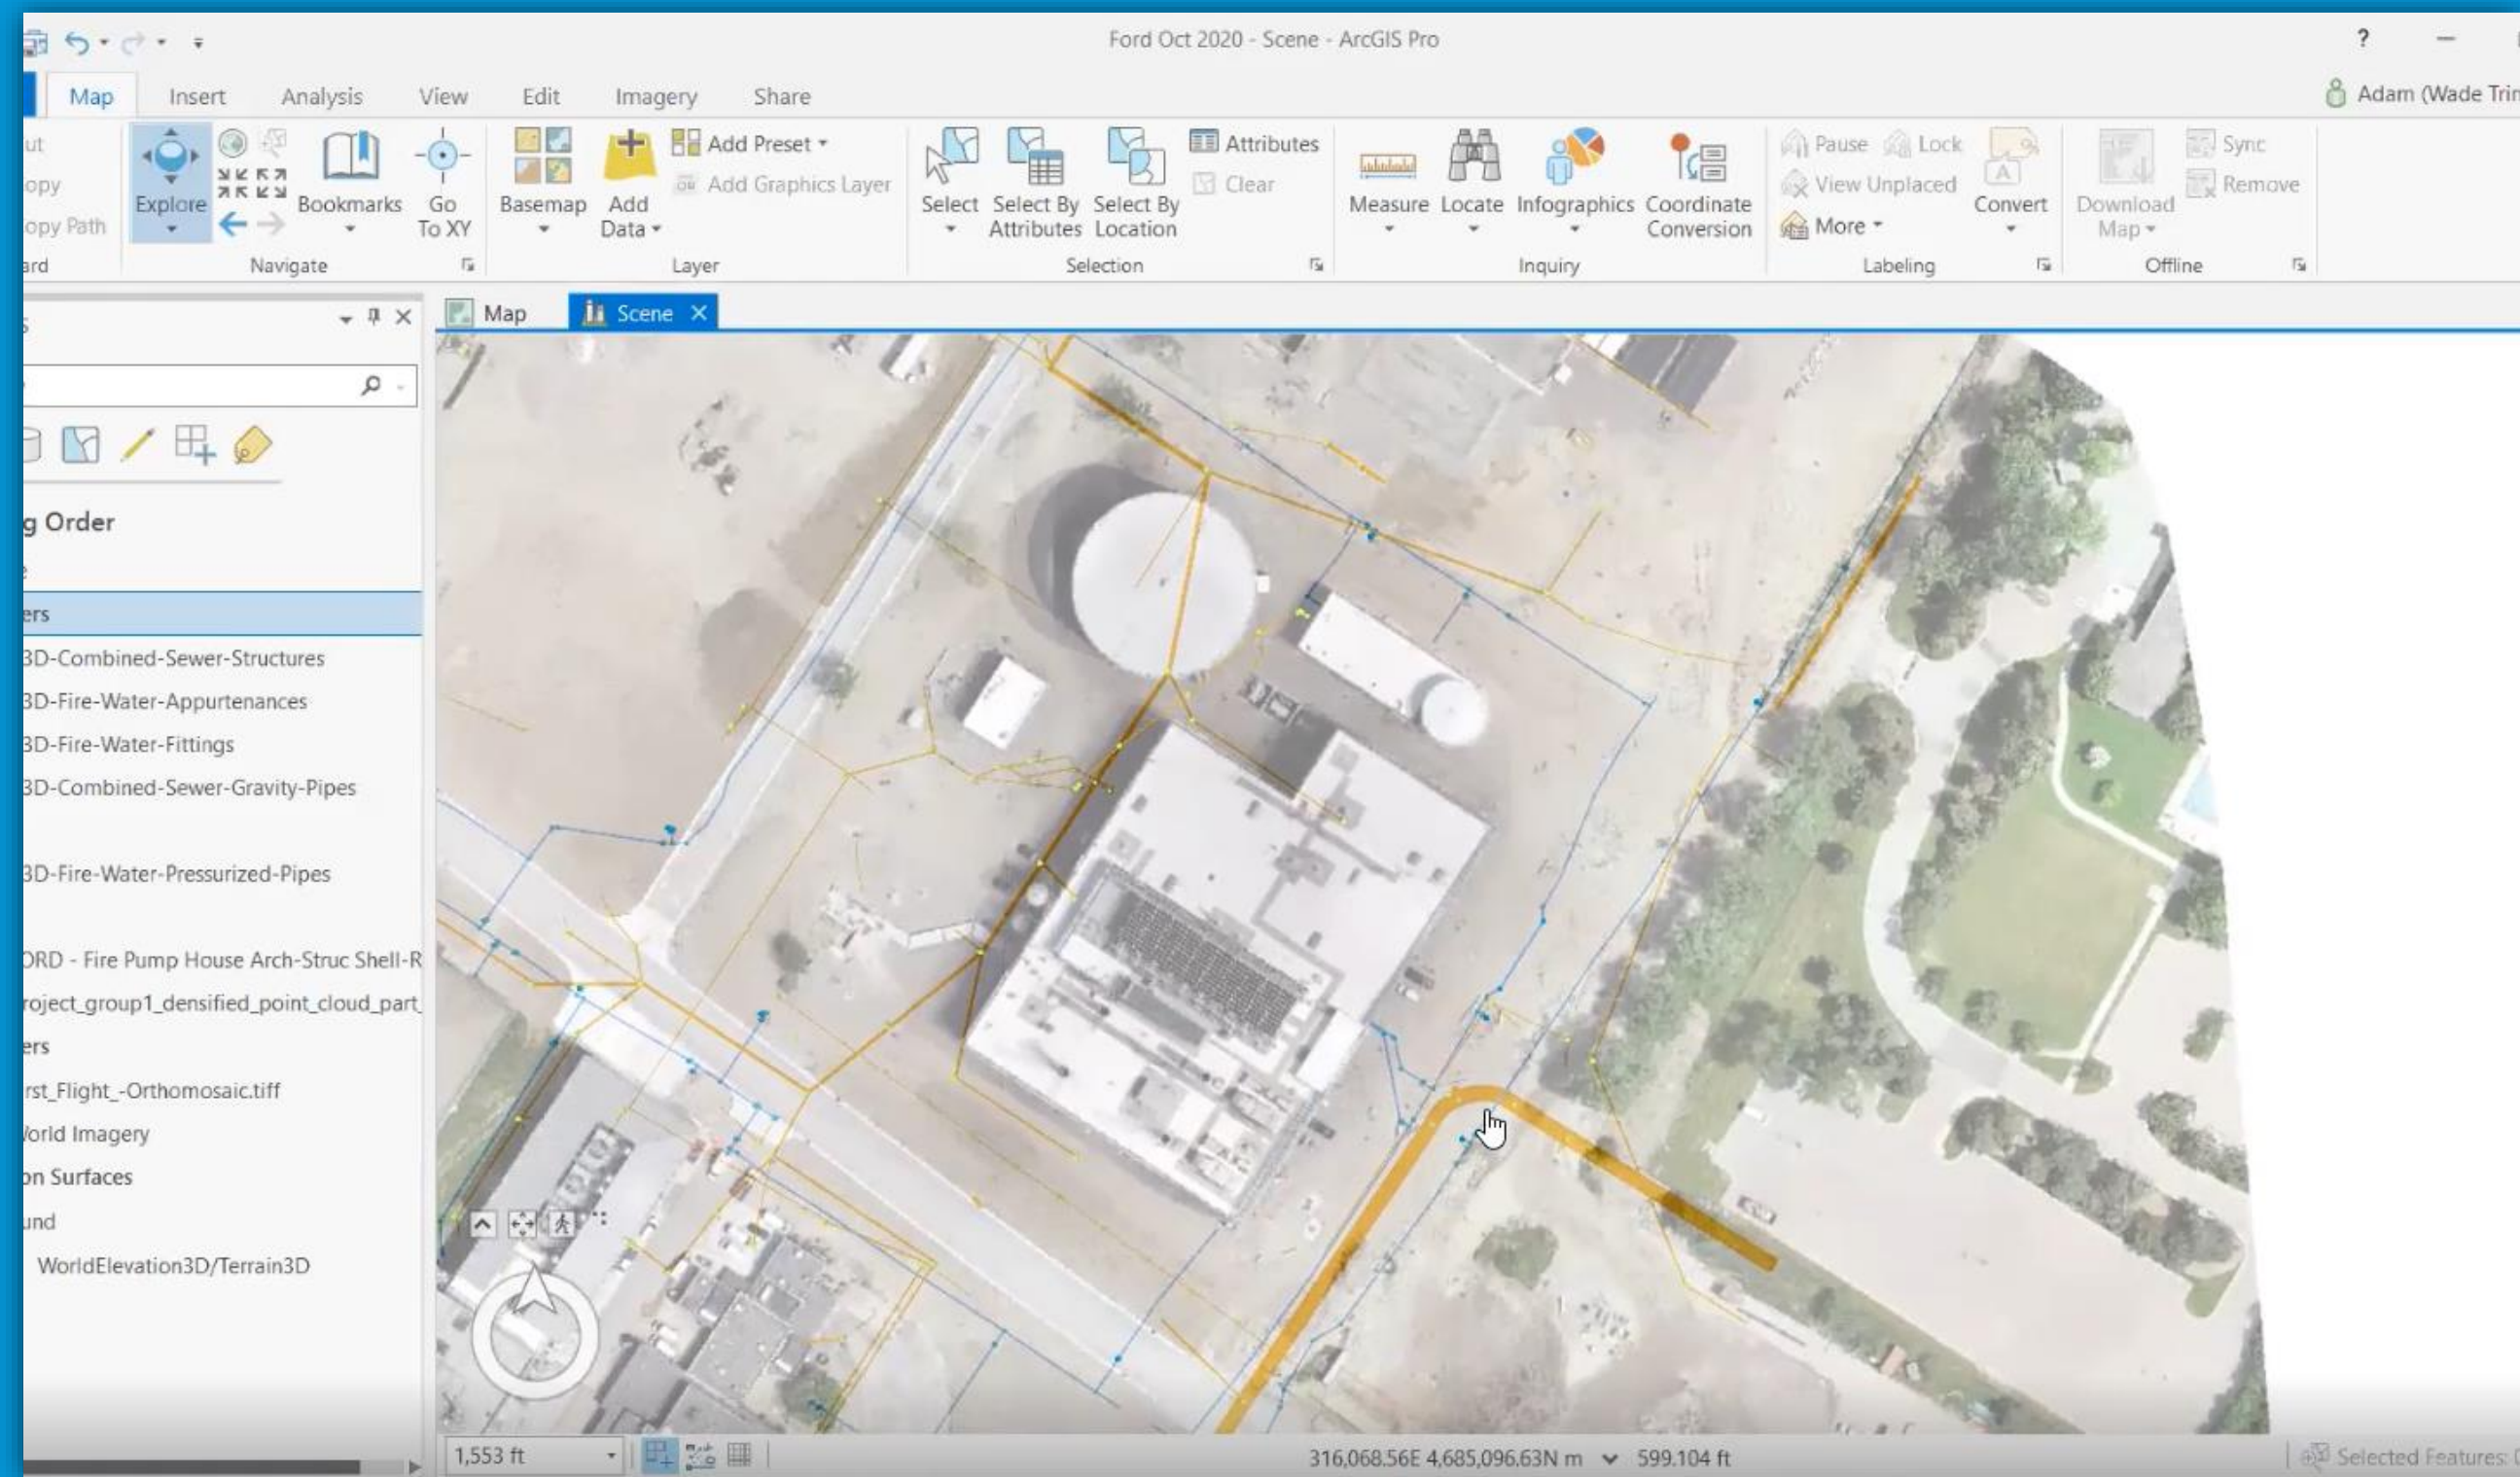 Ford Oct 2020 - Scene - ArcGIS Pro
?
Map Insert Analysis View Edit Imagery Share
Adam (Wade Trim
ut
opy
opy Path
ard
Explore
Bookmarks
Go
To XY
Navigate
Basemap
Add
Data
Add Preset
Add Graphics Layer
Layer
Select
Select By
Attributes
Select By
Location
Attributes
Clear
Selection
Measure
Locate
Infographics
Coordinate
Conversion
Inquiry
Pause Lock
View Unplaced
More
A
Convert
Labeling
Download
Map
Sync
Remove
Offline
Map
Scene
g Order
ers
3D-Combined-Sewer-Structures
3D-Fire-Water-Appurtenances
3D-Fire-Water-Fittings
3D-Combined-Sewer-Gravity-Pipes
3D-Fire-Water-Pressurized-Pipes
ORD - Fire Pump House Arch-Struc Shell-R
roject_group1_densified_point_cloud_part_
ers
rst_Flight_-Orthomosaic.tiff
orld Imagery
on Surfaces
und
WorldElevation3D/Terrain3D
1,553 ft
316,068.56E 4,685,096.63N m
599.104 ft
Selected Features: